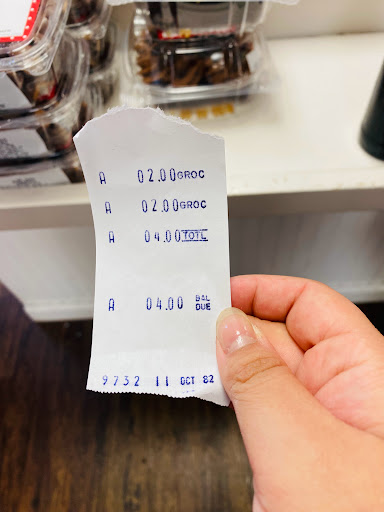 A 02.00 GROC
A 02.00 GROC
A 04.00 TOTL
A 04.00 BAL DUE
9732 11 OCT 82